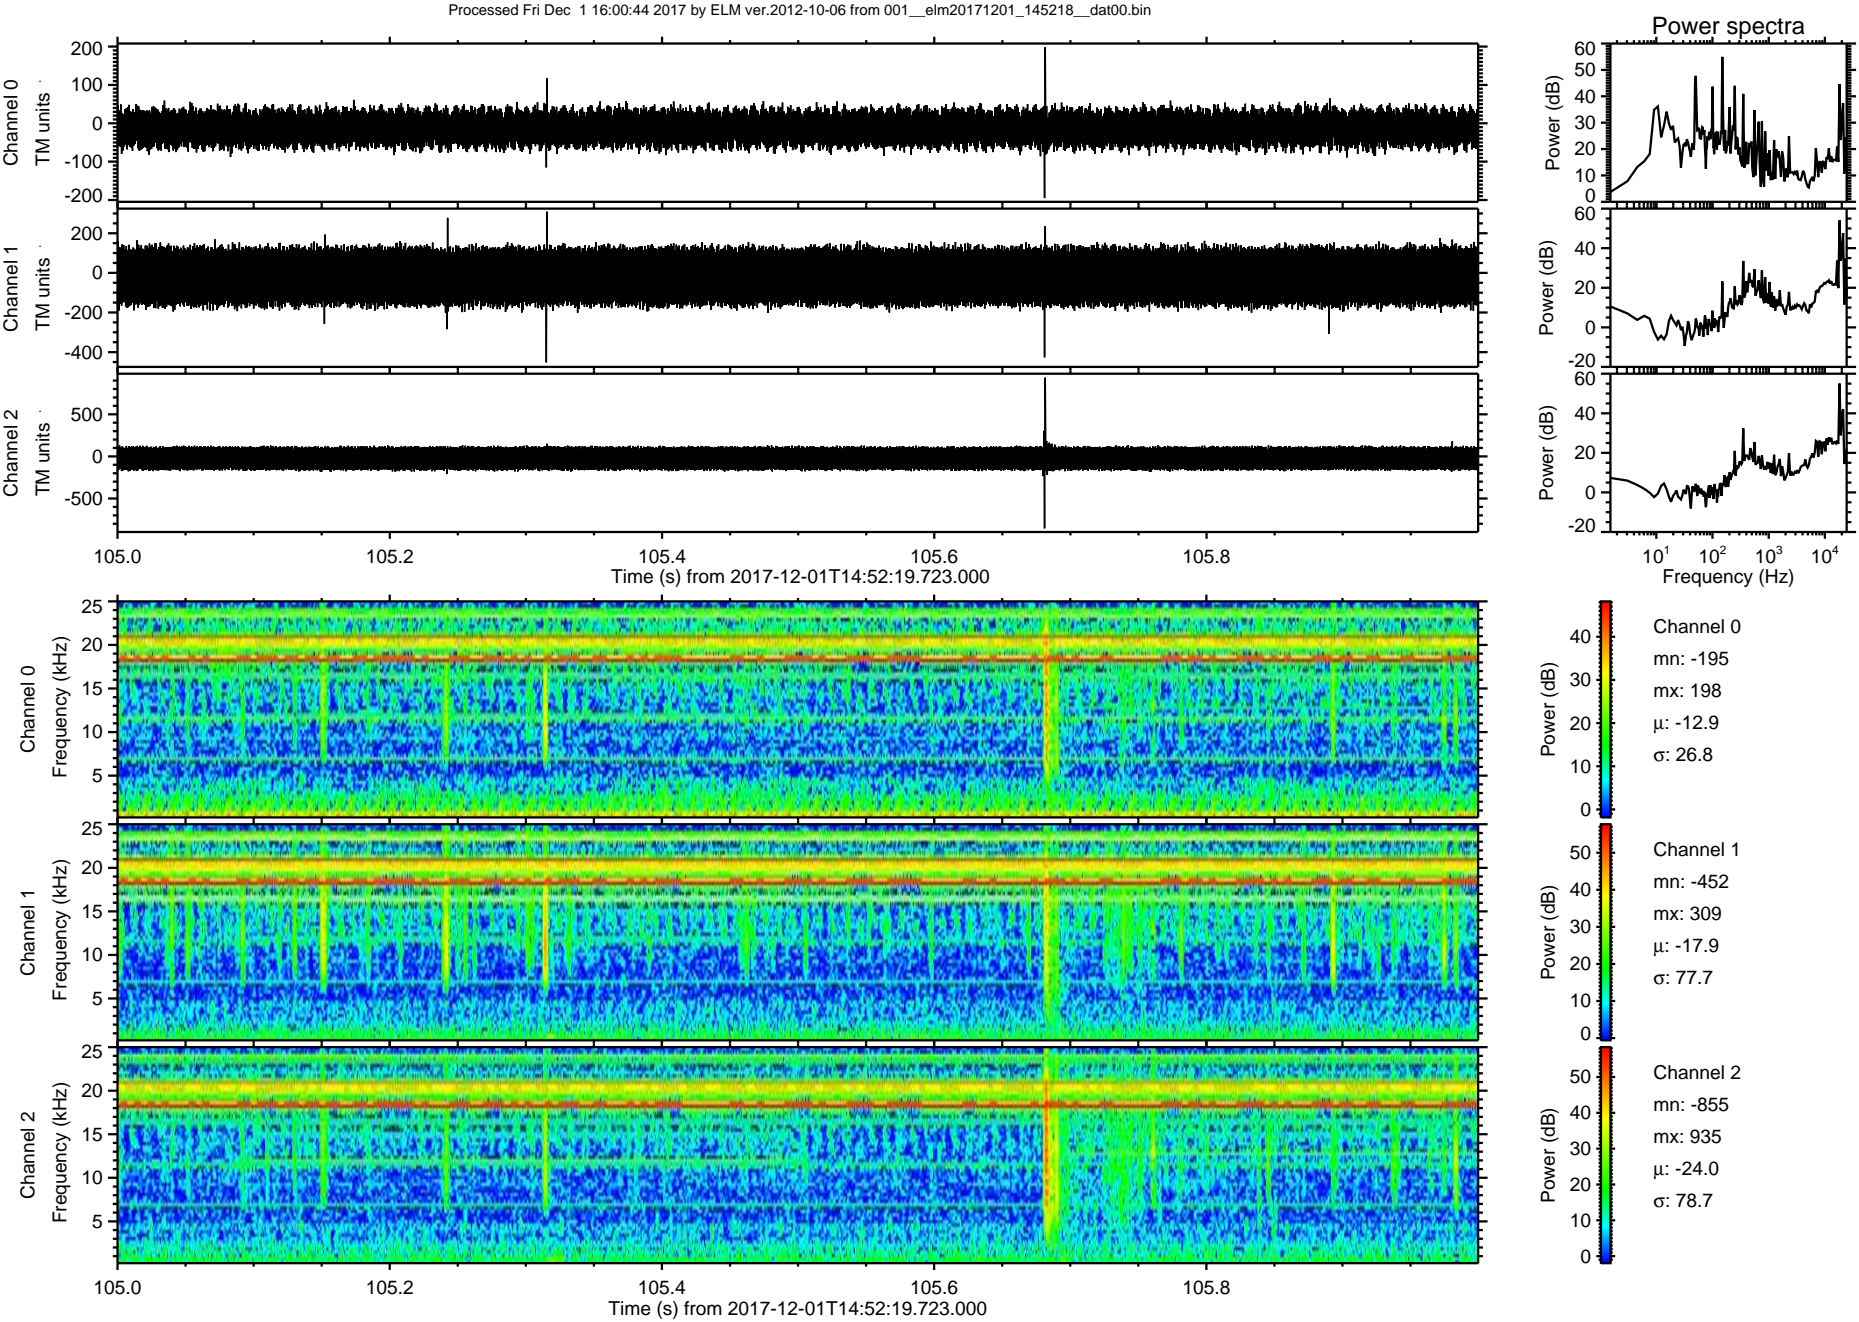 Processed Fri Dec  1 16:00:44 2017 by ELM ver.2012-10-06 from 001__elm20171201_145218__dat00.bin
Power spectra
Channel 0
TM units
200
100
0
-100
-200
Power (dB)
60
50
40
30
20
10
0
Channel 1
TM units
200
0
-200
-400
Power (dB)
60
40
20
0
-20
Channel 2
TM units
500
0
-500
Power (dB)
60
40
20
0
-20
105.0 105.2 105.4 105.6 105.8
Time (s) from 2017-12-01T14:52:19.723.000
10^1 10^2 10^3 10^4
Frequency (Hz)
Channel 0
Frequency (kHz)
25
20
15
10
5
Power (dB)
40
30
20
10
0
Channel 0
mn: -195
mx: 198
μ: -12.9
σ: 26.8
Channel 1
Frequency (kHz)
25
20
15
10
5
Power (dB)
50
40
30
20
10
0
Channel 1
mn: -452
mx: 309
μ: -17.9
σ: 77.7
Channel 2
Frequency (kHz)
25
20
15
10
5
Power (dB)
50
40
30
20
10
0
Channel 2
mn: -855
mx: 935
μ: -24.0
σ: 78.7
105.0 105.2 105.4 105.6 105.8
Time (s) from 2017-12-01T14:52:19.723.000